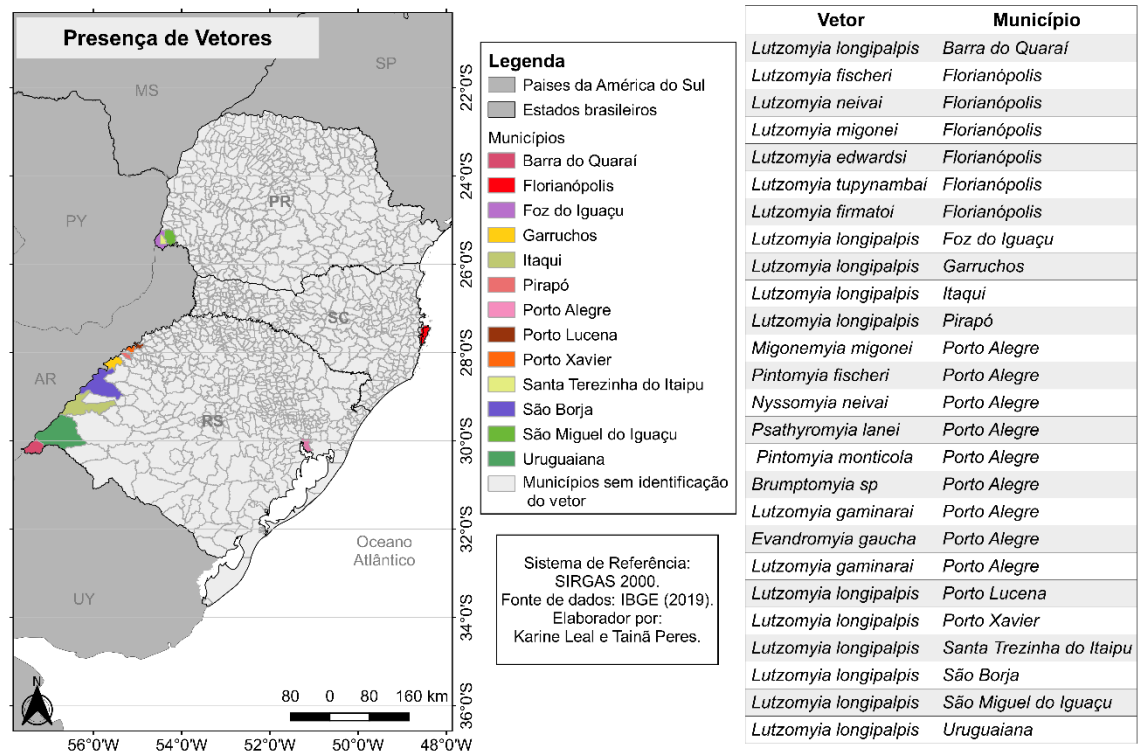 Presença de Vetores
SP
MS
PY
PR
SC
AR
RS
Oceano
Atlântico
UY
N
80 0 80 160 km
22°0'S
24°0'S
26°0'S
28°0'S
30°0'S
32°0'S
34°0'S
36°0'S
56°0'W 54°0'W 52°0'W 50°0'W 48°0'W
Legenda
Paises da América do Sul
Estados brasileiros
Municípios
Barra do Quaraí
Florianópolis
Foz do Iguaçu
Garruchos
Itaqui
Pirapó
Porto Alegre
Porto Lucena
Porto Xavier
Santa Terezinha do Itaipu
São Borja
São Miguel do Iguaçu
Uruguaiana
Municípios sem identificação
do vetor
Sistema de Referência:
SIRGAS 2000.
Fonte de dados: IBGE (2019).
Elaborador por:
Karine Leal e Tainã Peres.
Vetor Município
Lutzomyia longipalpis Barra do Quaraí
Lutzomyia fischeri Florianópolis
Lutzomyia neivai Florianópolis
Lutzomyia migonei Florianópolis
Lutzomyia edwardsi Florianópolis
Lutzomyia tupynambai Florianópolis
Lutzomyia firmatoi Florianópolis
Lutzomyia longipalpis Foz do Iguaçu
Lutzomyia longipalpis Garruchos
Lutzomyia longipalpis Itaqui
Lutzomyia longipalpis Pirapó
Migonemyia migonei Porto Alegre
Pintomyia fischeri Porto Alegre
Nyssomyia neivai Porto Alegre
Psathyromyia lanei Porto Alegre
Pintomyia monticola Porto Alegre
Brumptomyia sp Porto Alegre
Lutzomyia gaminarai Porto Alegre
Evandromyia gaucha Porto Alegre
Lutzomyia gaminarai Porto Alegre
Lutzomyia longipalpis Porto Lucena
Lutzomyia longipalpis Porto Xavier
Lutzomyia longipalpis Santa Trezinha do Itaipu
Lutzomyia longipalpis São Borja
Lutzomyia longipalpis São Miguel do Iguaçu
Lutzomyia longipalpis Uruguaiana